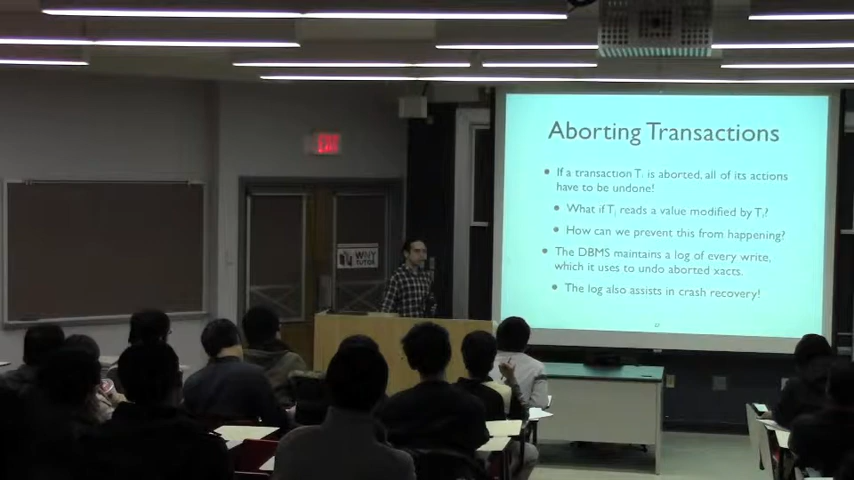 Aborting Transactions
• If a transaction Ti is aborted, all of its actions
have to be undone!
• What if Tj reads a value modified by Ti?
• How can we prevent this from happening?
• The DBMS maintains a log of every write,
which it uses to undo aborted xacts.
• The log also assists in crash recovery!